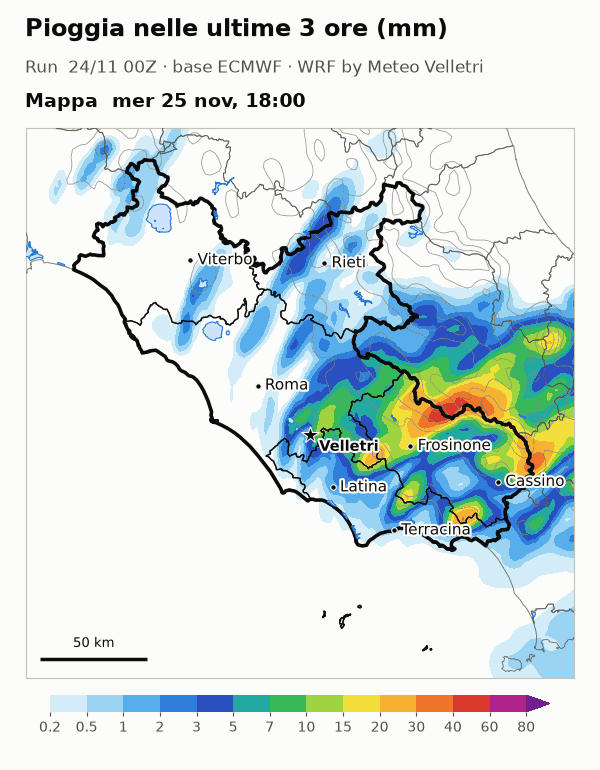 Pioggia nelle ultime 3 ore (mm)
Run  24/11 00Z · base ECMWF · WRF by Meteo Velletri
Mappa  mer 25 nov, 18:00
Viterbo
Rieti
Roma
Velletri
Frosinone
Latina
Cassino
Terracina
50 km
0.2 0.5 1 2 3 5 7 10 15 20 30 40 60 80